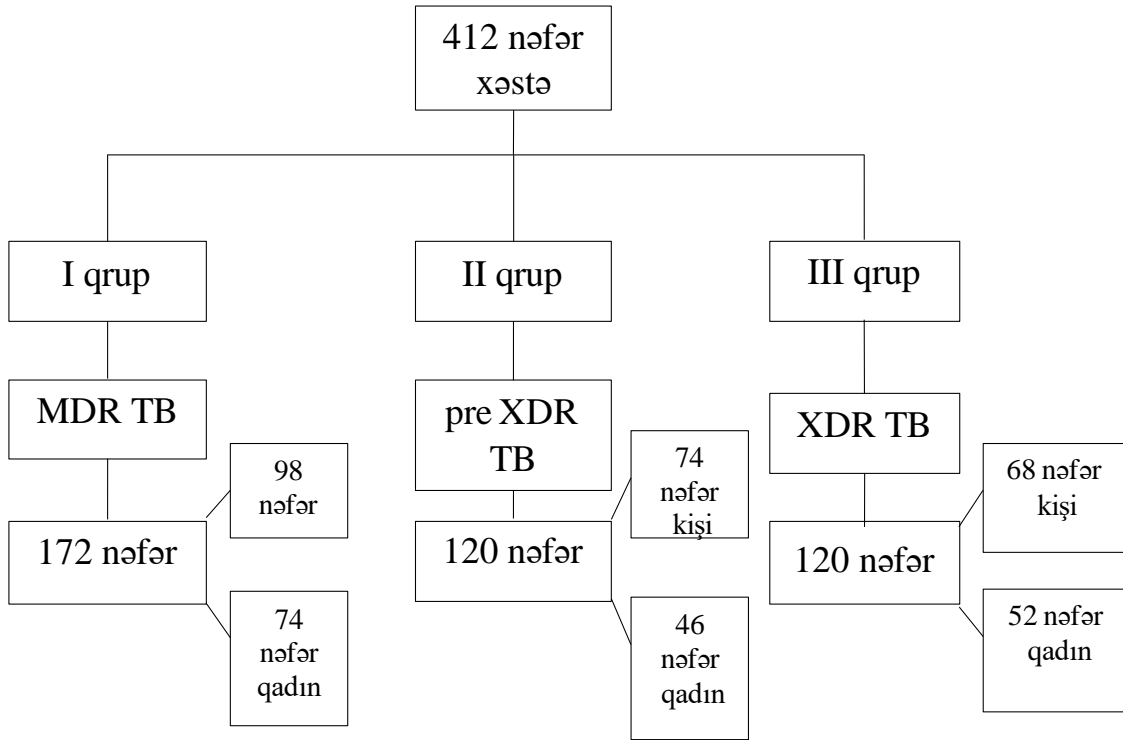 412 nəfər
xəstə
I qrup
II qrup
III qrup
MDR TB
pre XDR
TB
XDR TB
98
nəfər
74
nəfər
kişi
68 nəfər
kişi
172 nəfər
120 nəfər
120 nəfər
74
nəfər
qadın
46
nəfər
qadın
52 nəfər
qadın